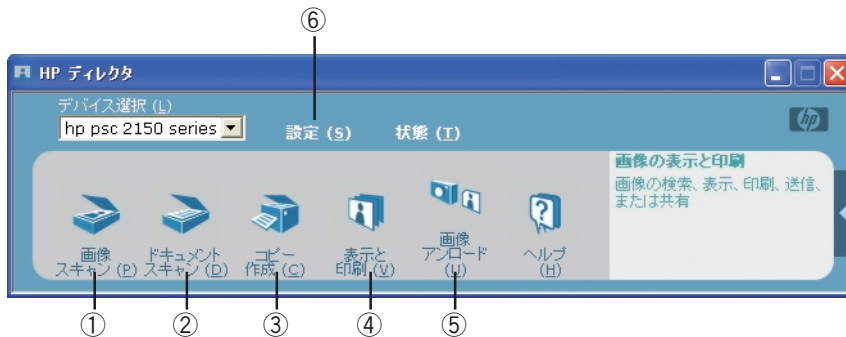 ⑥
HP ディレクタ
デバイス選択 (L)
hp psc 2150 series
設定 (S)
状態 (T)
hp
画像の表示と印刷
画像の検索、表示、印刷、送信、
または共有
画像
スキャン (P)
ドキュメント
スキャン (D)
コピー
作成 (C)
表示と
印刷 (V)
画像
アンロード
(U)
ヘルプ
(H)
①
②
③
④
⑤